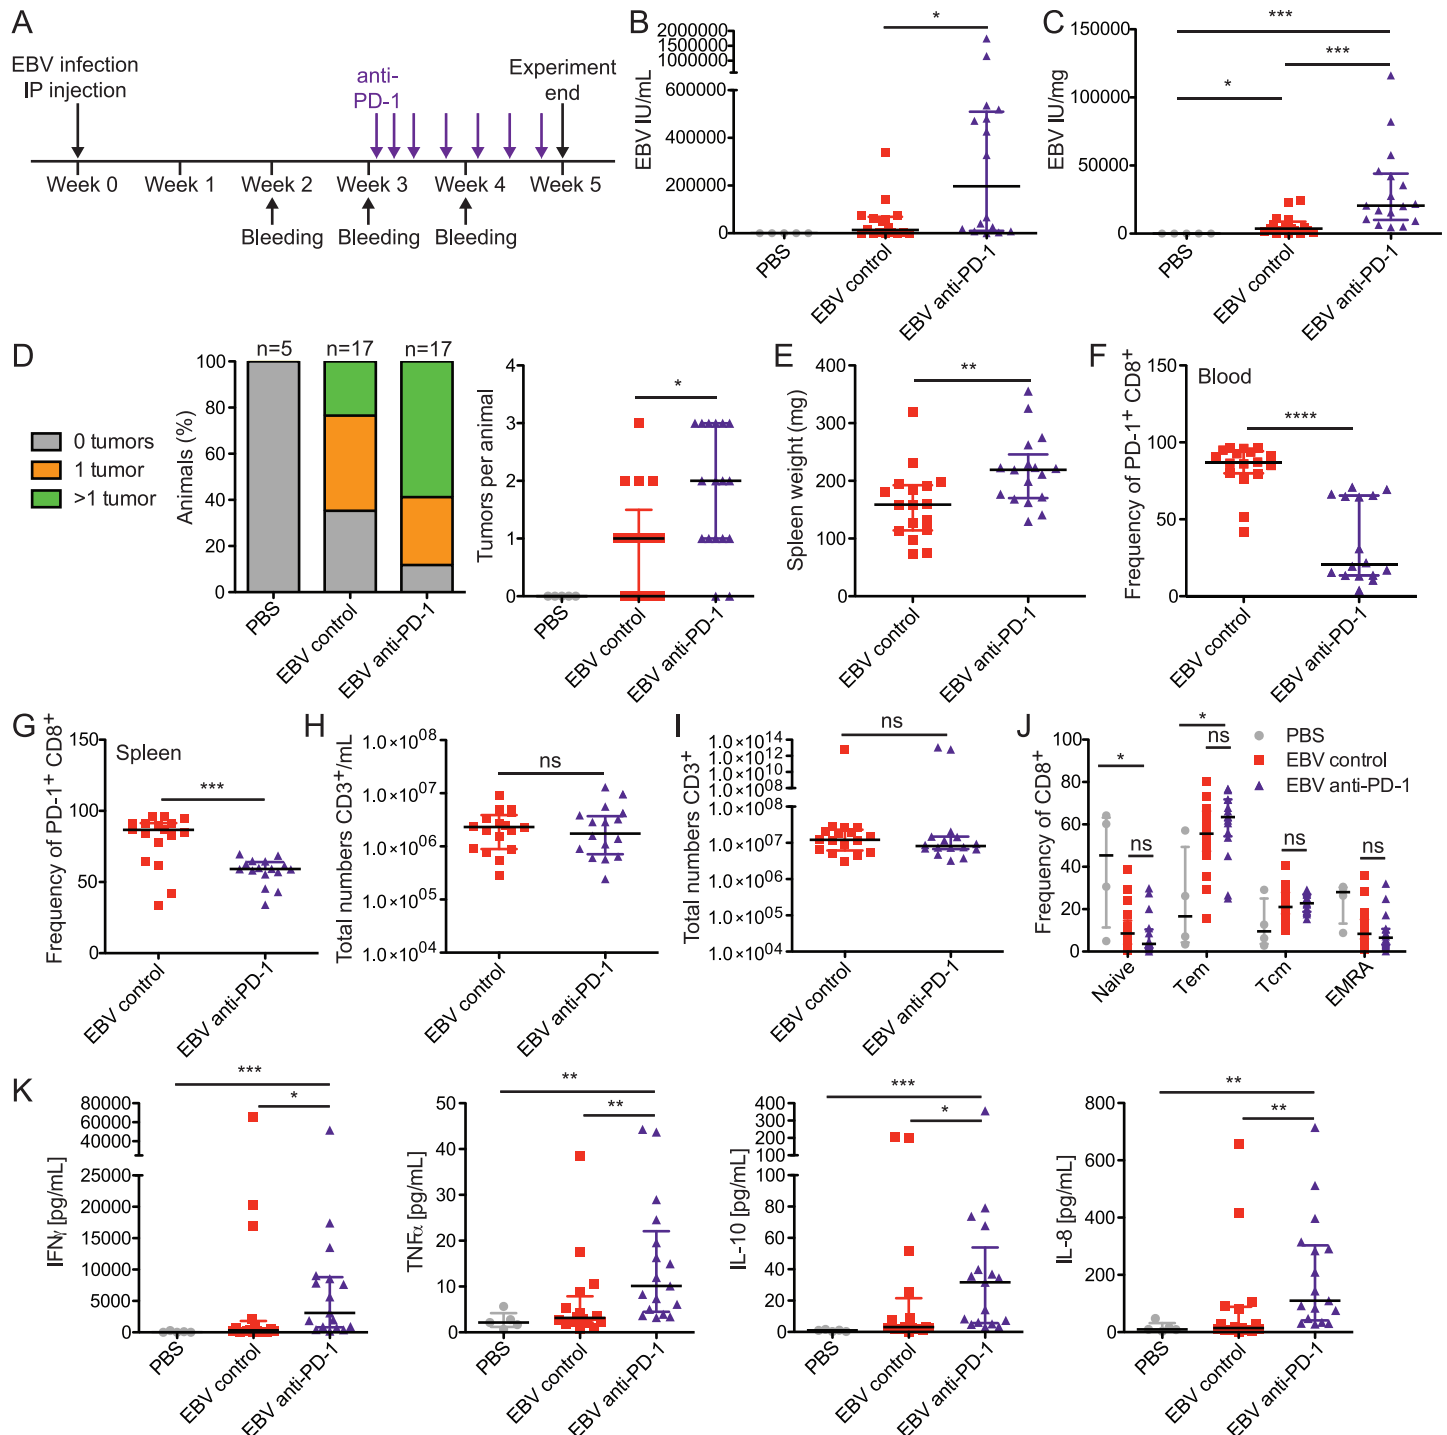 A
EBV infection
IP injection
anti-
PD-1
Experiment
end
Week 0
Week 1
Week 2
Week 3
Week 4
Week 5
Bleeding
Bleeding
Bleeding
B
EBV IU/mL
2000000
1500000
1000000
600000
400000
200000
0
*
PBS
EBV control
EBV anti-PD-1
C
EBV IU/mg
150000
100000
50000
0
***
***
*
PBS
EBV control
EBV anti-PD-1
D
0 tumors
1 tumor
>1 tumor
Animals (%)
100
80
60
40
20
0
n=5
n=17
n=17
PBS
EBV control
EBV anti-PD-1
Tumors per animal
4
3
2
1
0
*
PBS
EBV control
EBV anti-PD-1
E
Spleen weight (mg)
400
300
200
100
0
**
EBV control
EBV anti-PD-1
F
Frequency of PD-1⁺ CD8⁺
150
100
50
0
Blood
****
EBV control
EBV anti-PD-1
G
Frequency of PD-1⁺ CD8⁺
150
100
50
0
Spleen
***
EBV control
EBV anti-PD-1
H
Total numbers CD3⁺/mL
1.0×10⁰⁸
1.0×10⁰⁷
1.0×10⁰⁶
1.0×10⁰⁵
1.0×10⁰⁴
ns
EBV control
EBV anti-PD-1
I
Total numbers CD3⁺
1.0×10¹⁴
1.0×10¹²
1.0×10¹⁰
1.0×10⁰⁸
1.0×10⁰⁸
1.0×10⁰⁷
1.0×10⁰⁶
1.0×10⁰⁵
1.0×10⁰⁴
ns
EBV control
EBV anti-PD-1
J
Frequency of CD8⁺
100
80
60
40
20
0
*
ns
*
ns
ns
ns
PBS
EBV control
EBV anti-PD-1
Naive
Tem
Tcm
EMRA
K
IFNγ [pg/mL]
80000
60000
40000
25000
20000
15000
10000
5000
0
***
*
PBS
EBV control
EBV anti-PD-1
TNFα [pg/mL]
50
40
30
20
10
0
**
**
PBS
EBV control
EBV anti-PD-1
IL-10 [pg/mL]
400
300
200
100
100
80
60
40
20
0
***
*
PBS
EBV control
EBV anti-PD-1
IL-8 [pg/mL]
800
600
400
200
0
**
**
PBS
EBV control
EBV anti-PD-1